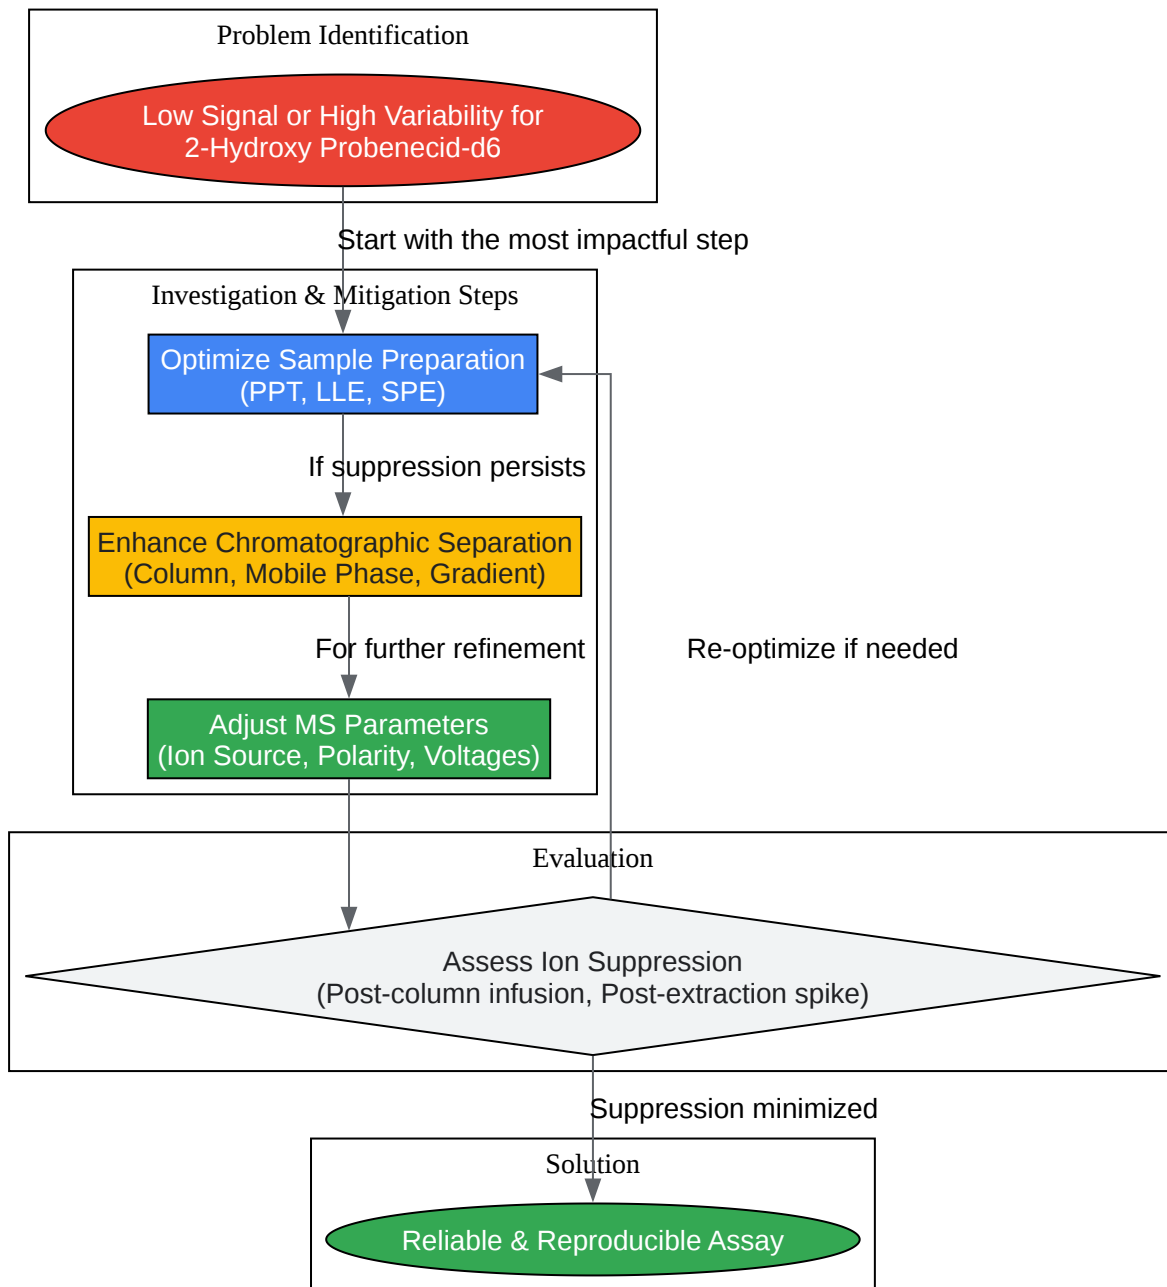 Problem Identification
Low Signal or High Variability for
2-Hydroxy Probenecid-d6
Start with the most impactful step
Investigation & Mitigation Steps
Optimize Sample Preparation
(PPT, LLE, SPE)
If suppression persists
Enhance Chromatographic Separation
(Column, Mobile Phase, Gradient)
For further refinement
Re-optimize if needed
Adjust MS Parameters
(Ion Source, Polarity, Voltages)
Evaluation
Assess Ion Suppression
(Post-column infusion, Post-extraction spike)
Suppression minimized
Solution
Reliable & Reproducible Assay